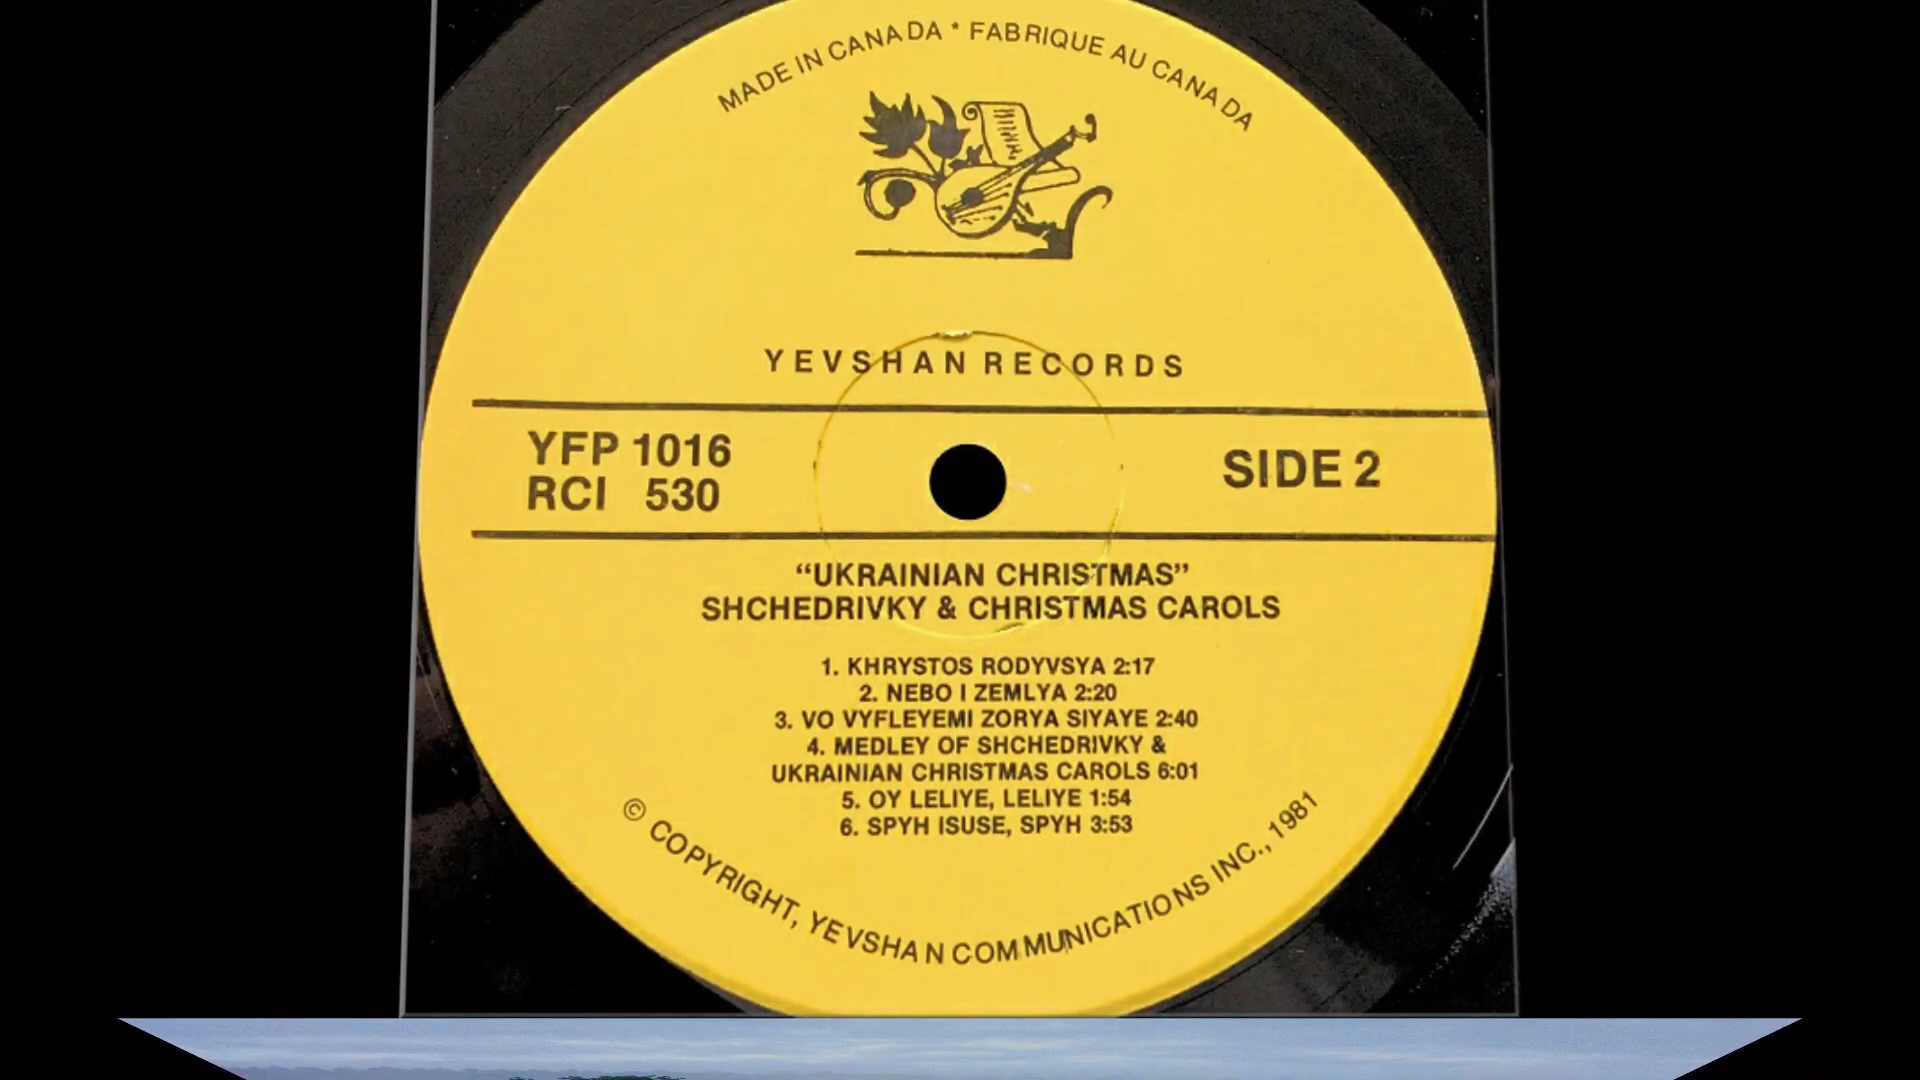 MADE IN CANADA * FABRIQUE AU CANADA
YEVSHAN RECORDS
YFP 1016
RCI 530
SIDE 2
“UKRAINIAN CHRISTMAS”
SHCHEDRIVKY & CHRISTMAS CAROLS
1. KHRYSTOS RODYVSYA 2:17
2. NEBO I ZEMLYA 2:20
3. VO VYFLEYEMI ZORYA SIYAYE 2:40
4. MEDLEY OF SHCHEDRIVKY &
UKRAINIAN CHRISTMAS CAROLS 6:01
5. OY LELIYE, LELIYE 1:54
6. SPYH ISUSE, SPYH 3:53
© COPYRIGHT, YEVSHAN COMMUNICATIONS INC., 1981